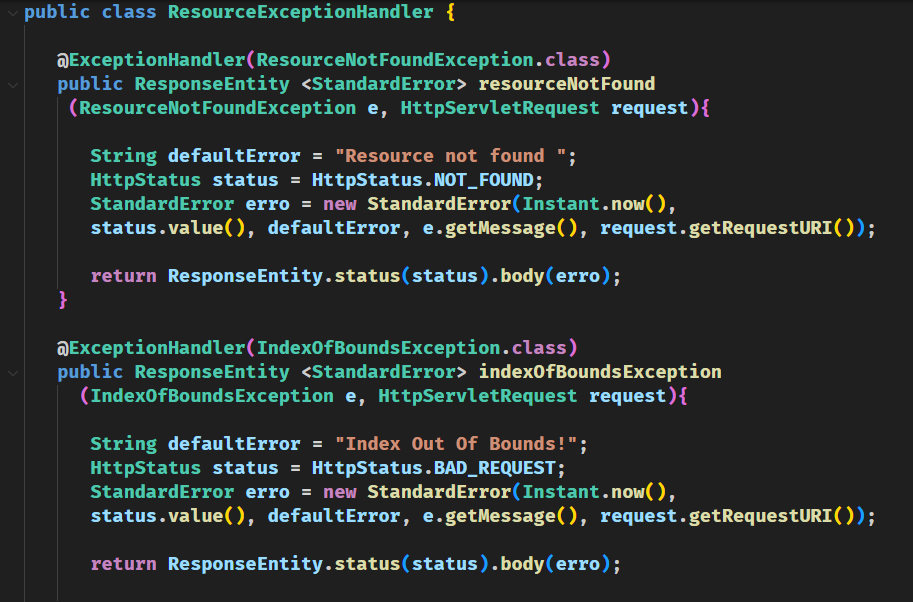 public class ResourceExceptionHandler {
@ExceptionHandler(ResourceNotFoundException.class)
public ResponseEntity <StandardError> resourceNotFound
(ResourceNotFoundException e, HttpServletRequest request){
String defaultError = "Resource not found ";
HttpStatus status = HttpStatus.NOT_FOUND;
StandardError erro = new StandardError(Instant.now(),
status.value(), defaultError, e.getMessage(), request.getRequestURI());
return ResponseEntity.status(status).body(erro);
}
@ExceptionHandler(IndexOfBoundsException.class)
public ResponseEntity <StandardError> indexOfBoundsException
(IndexOfBoundsException e, HttpServletRequest request){
String defaultError = "Index Out Of Bounds!";
HttpStatus status = HttpStatus.BAD_REQUEST;
StandardError erro = new StandardError(Instant.now(),
status.value(), defaultError, e.getMessage(), request.getRequestURI());
return ResponseEntity.status(status).body(erro);